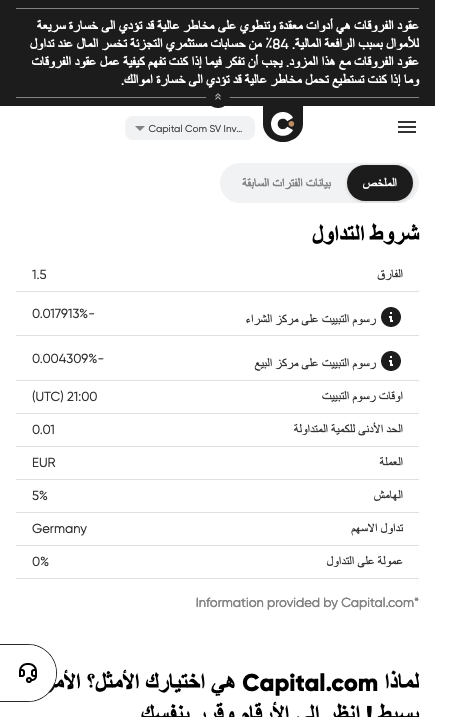 عقود الفروقات هي أدوات معقدة وتنطوي على مخاطر عالية قد تؤدي الى خسارة سريعة
للأموال بسبب الرافعة المالية. 84٪ من حسابات مستثمري التجزئة تخسر المال عند تداول
عقود الفروقات مع هذا المزود. يجب أن تفكر فيما إذا كنت تفهم كيفية عمل عقود الفروقات
وما إذا كنت تستطيع تحمل مخاطر عالية قد تؤدي الى خسارة اموالك.
Capital Com SV Inv...
الملخص بيانات الفترات السابقة
شروط التداول
الفارق 1.5
رسوم التبييت على مركز الشراء 0.017913%-
رسوم التبييت على مركز البيع 0.004309%-
اوقات رسوم التبييت 21:00 (UTC)
الحد الأدنى للكمية المتداولة 0.01
العملة EUR
الهامش 5%
تداول الاسهم Germany
عمولة على التداول 0%
Information provided by Capital.com*
لماذا Capital.com هي اختيارك الأمثل؟
بسيط ! انظر الى الأرقام وقرر بنفسك